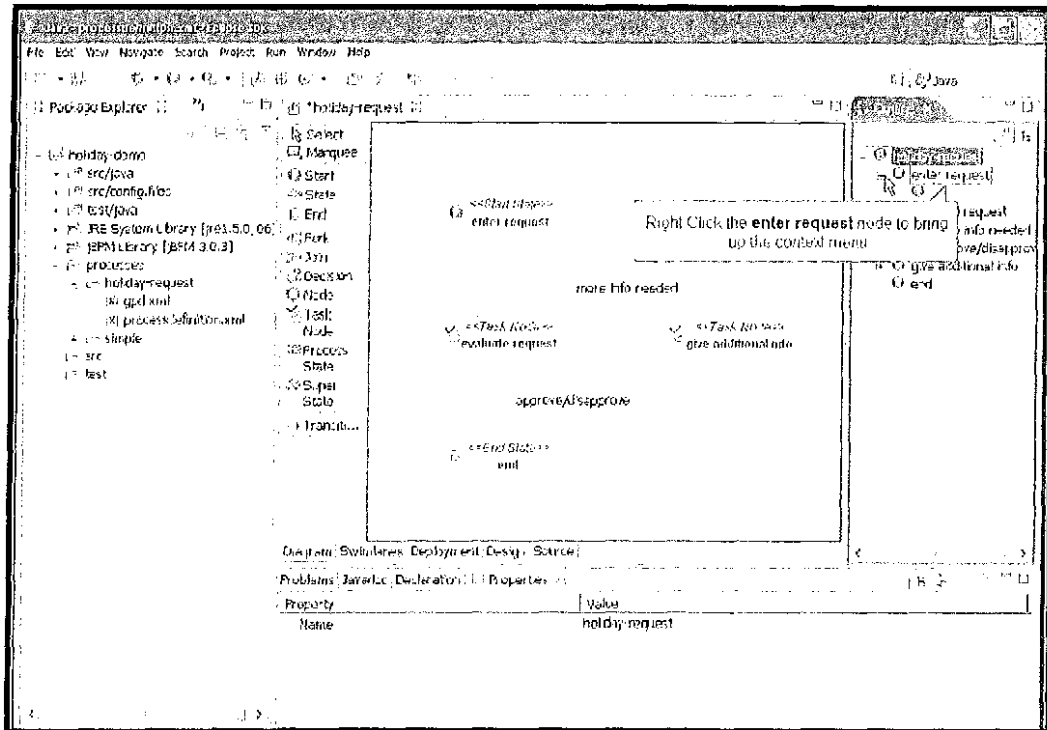 File Edit View Navigate Search Project Run Window Help
Java
Package Explorer
holiday-demo
src/java
src/config.files
test/java
JRE System Library [jre1.5.0_06]
jBPM Library [jBPM 3.0.3]
processes
holiday-request
gpd.xml
processdefinition.xml
simple
src
test
*holiday-request
Select
Marquee
Start
State
End
Fork
Join
Decision
Node
Task
Node
Process
State
Super
State
Transiti...
<<Start State>>
enter request
more info needed
<<Task Node>>
evaluate request
<<Task Node>>
give additional info
approve/disapprove
<<End State>>
end
Diagram Swimlanes Deployment Design Source
holiday-request
enter request
Right Click the enter request node to bring
up the context menu
request
info needed
ove/disapprov
give additional info
end
Problems Javadoc Declaration Properties
Property Value
Name holiday-request